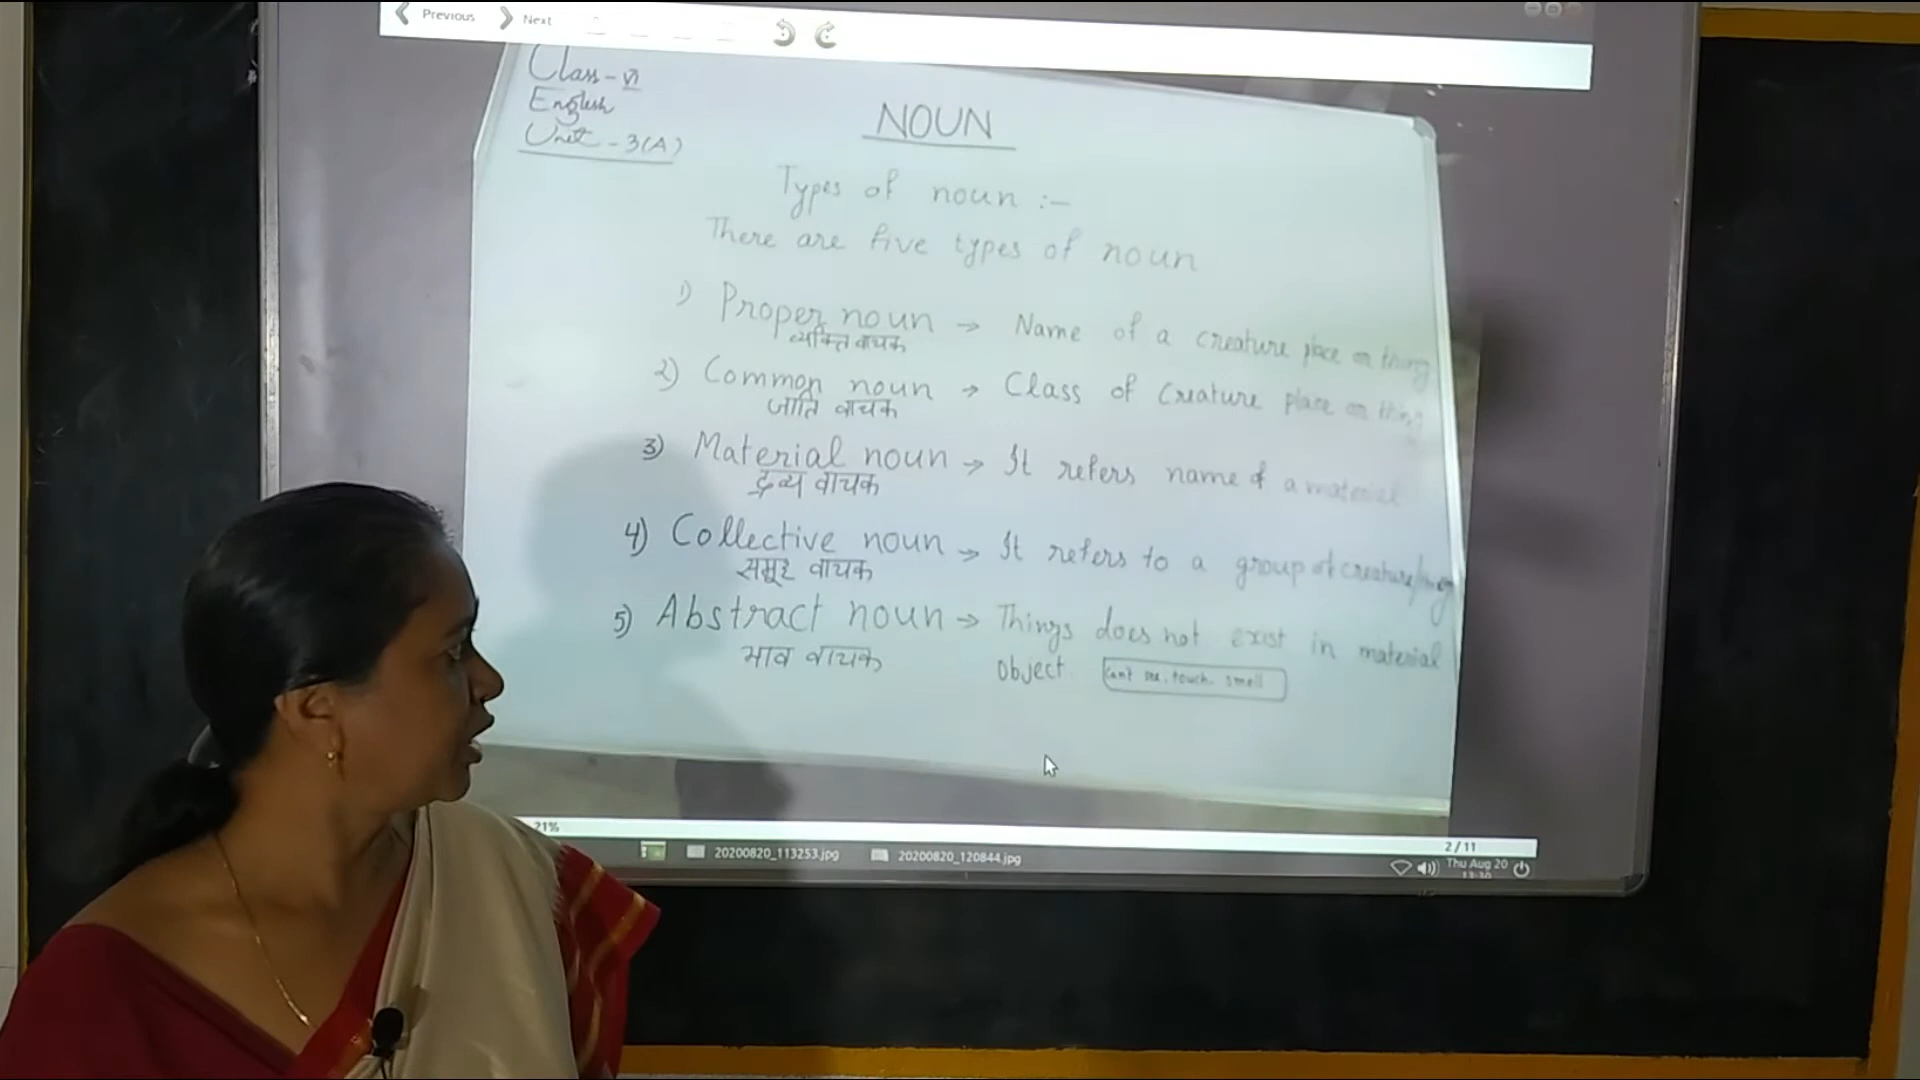 Previous Next
Class - VI
English
Unit - 3(A)
NOUN
Types of noun :-
There are five types of noun
1) Proper noun → Name of a creature place or thing
व्यक्ति वाचक
2) Common noun → Class of Creature place or thing
जाति वाचक
3) Material noun → It refers name of a material
द्रव्य वाचक
4) Collective noun → It refers to a group of creature/
समूह वाचक
5) Abstract noun → Things does not exist in material
भाव वाचक object can't see, touch, smell
21% 2 / 11
20200820_113253.jpg 20200820_120844.jpg Thu Aug 20
13:30